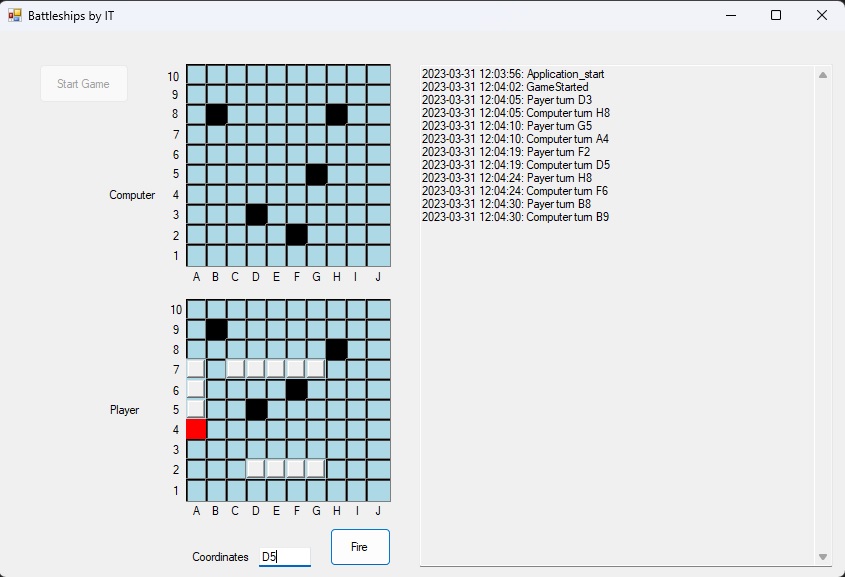 Battleships by IT
Start Game
Computer
10
9
8
7
6
5
4
3
2
1
A B C D E F G H I J
Player
10
9
8
7
6
5
4
3
2
1
A B C D E F G H I J
Coordinates D5 Fire
2023-03-31 12:03:56: Application_start
2023-03-31 12:04:02: GameStarted
2023-03-31 12:04:05: Payer turn D3
2023-03-31 12:04:05: Computer turn H8
2023-03-31 12:04:10: Payer turn G5
2023-03-31 12:04:10: Computer turn A4
2023-03-31 12:04:19: Payer turn F2
2023-03-31 12:04:19: Computer turn D5
2023-03-31 12:04:24: Payer turn H8
2023-03-31 12:04:24: Computer turn F6
2023-03-31 12:04:30: Payer turn B8
2023-03-31 12:04:30: Computer turn B9